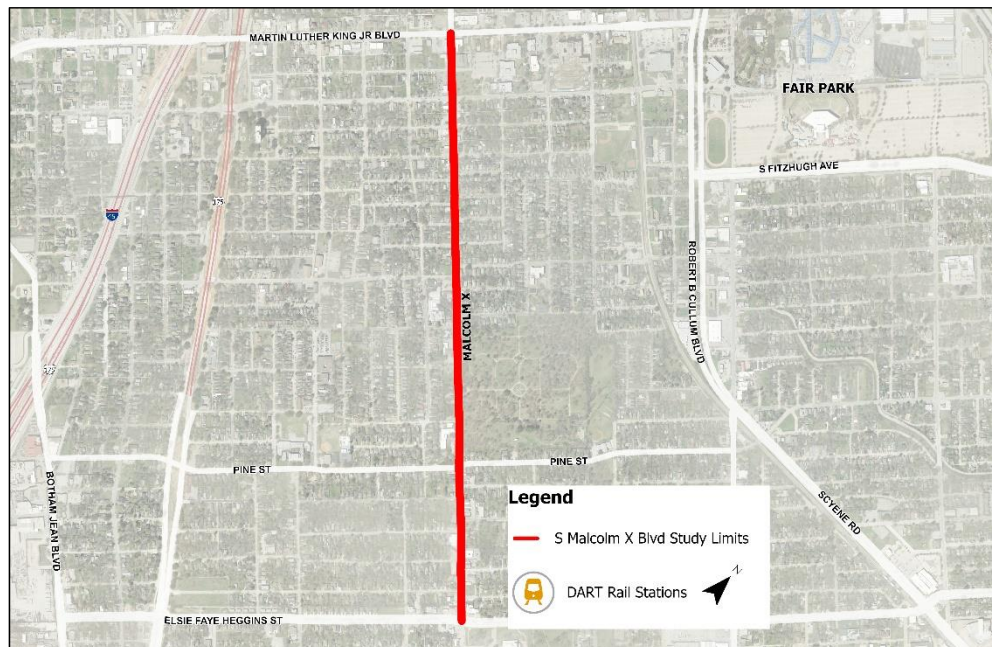 MARTIN LUTHER KING JR BLVD
FAIR PARK
S FITZHUGH AVE
175
ROBERT B CULLUM BLVD
MALCOLM X
PINE ST
PINE ST
BOTHAM JEAN BLVD
SCYENE RD
Legend
S Malcolm X Blvd Study Limits
DART Rail Stations
N
ELSIE FAYE HEGGINS ST